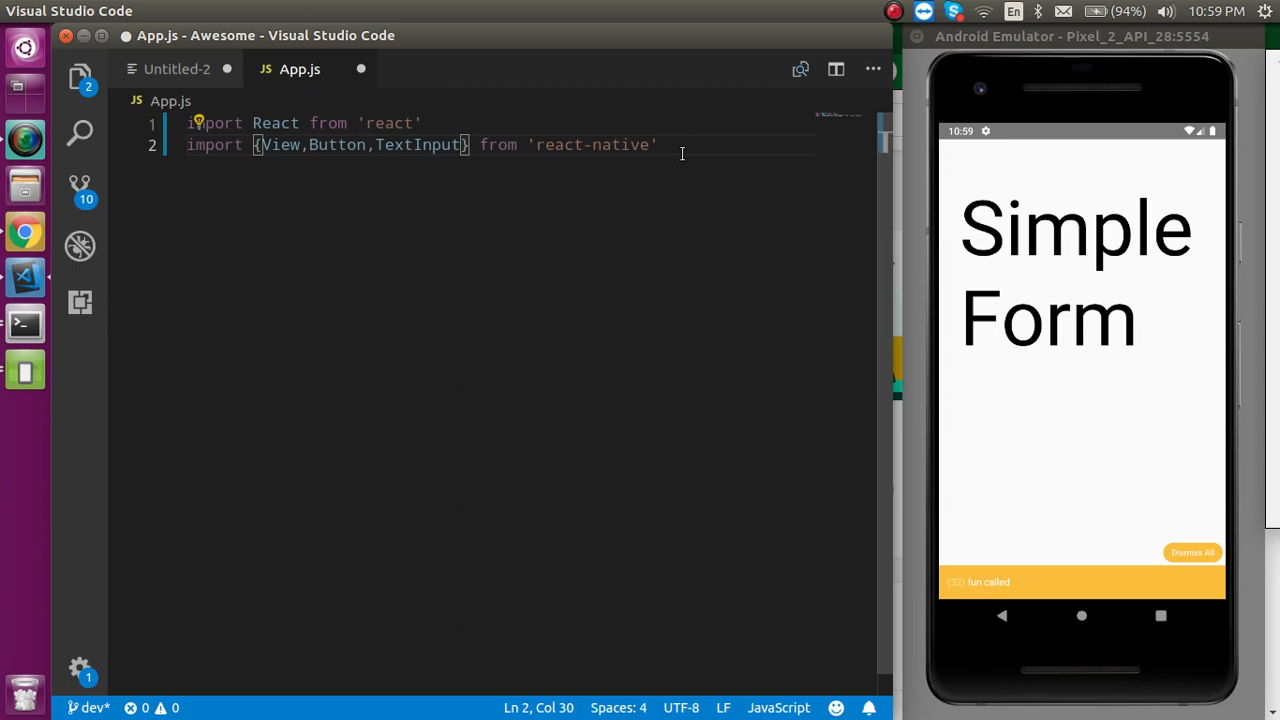 Visual Studio Code
En
(94%)
10:59 PM
App.js - Awesome - Visual Studio Code
Android Emulator - Pixel_2_API_28:5554
Untitled-2
JS App.js
JS App.js
1 import React from 'react'
2 import {View,Button,TextInput} from 'react-native'
2
10
1
10:59
Simple
Form
Dismiss All
(32) fun called
dev*
0
0
Ln 2, Col 30
Spaces: 4
UTF-8
LF
JavaScript